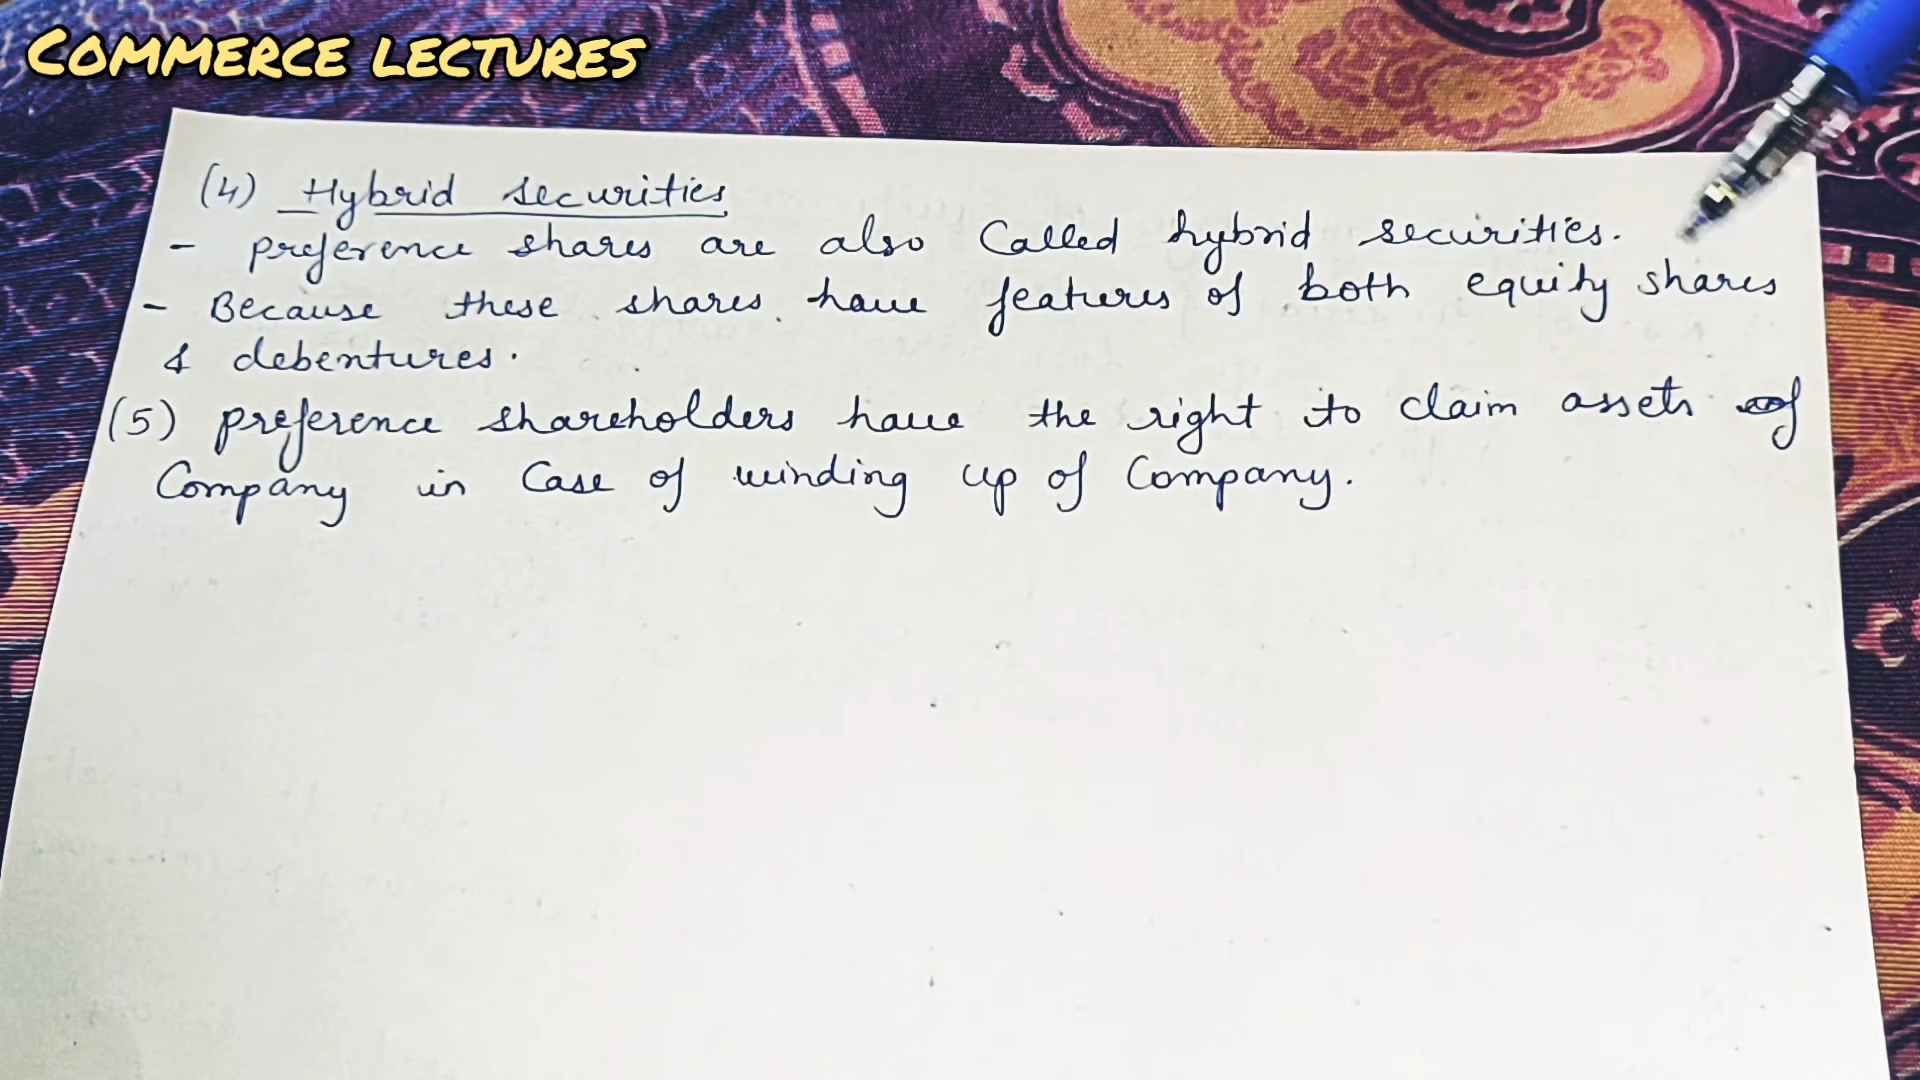 COMMERCE LECTURES
(4) Hybrid securities
- preference shares are also Called hybrid securities.
- Because these shares have features of both equity shares
& debentures.
(5) preference shareholders have the right to claim assets of
Company in Case of winding up of Company.